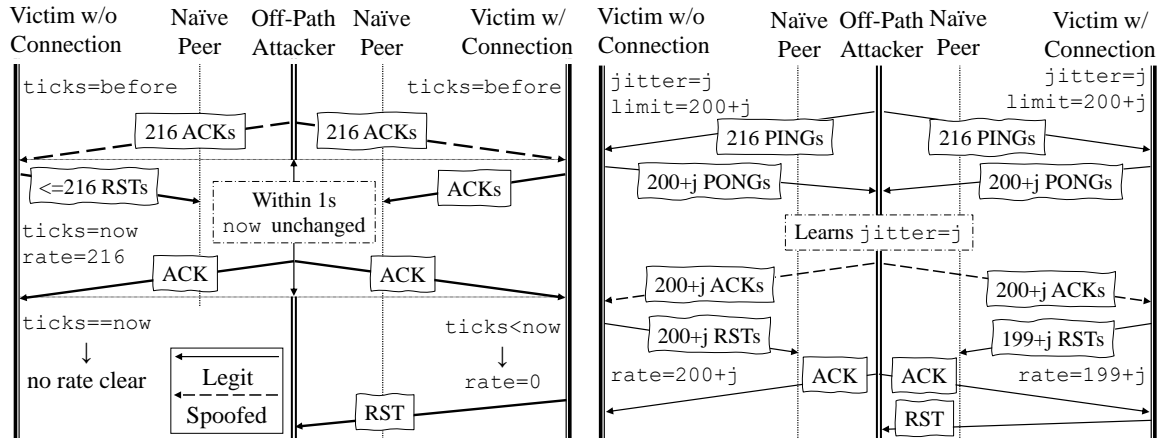 Victim w/o
Connection
Naïve
Peer
Off-Path
Attacker
Naïve
Peer
Victim w/
Connection
ticks=before
ticks=before
216 ACKs
216 ACKs
<=216 RSTs
ACKs
Within 1s
now unchanged
ticks=now
rate=216
ACK
ACK
ticks==now
↓
no rate clear
ticks<now
↓
rate=0
Legit
Spoofed
RST
Victim w/o
Connection
Naïve
Peer
Off-Path
Attacker
Naïve
Peer
Victim w/
Connection
jitter=j
limit=200+j
jitter=j
limit=200+j
216 PINGs
216 PINGs
200+j PONGs
200+j PONGs
Learns jitter=j
200+j ACKs
200+j ACKs
200+j RSTs
199+j RSTs
rate=200+j
ACK
ACK
rate=199+j
RST